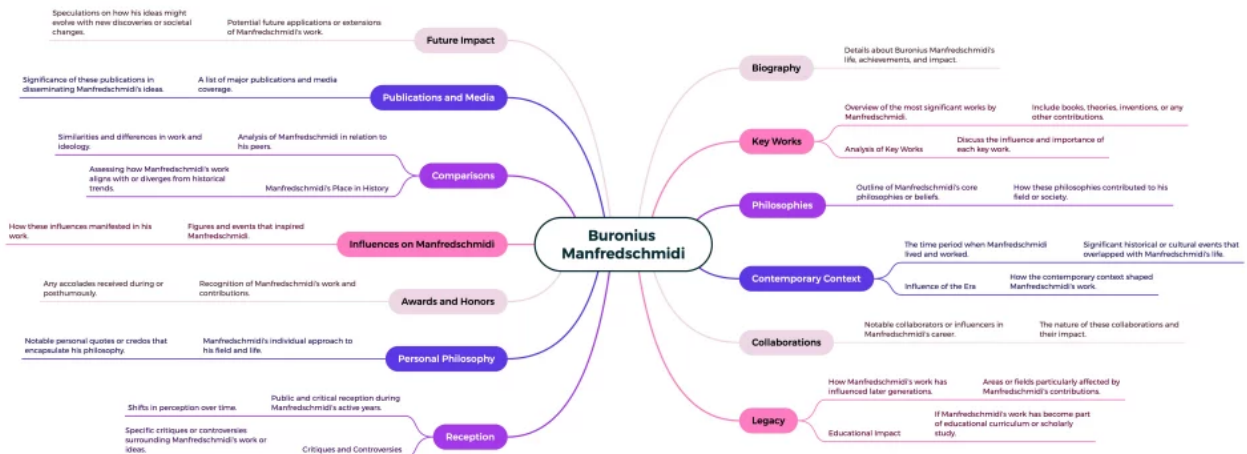 Buronius
Manfredschmidi
Future Impact
Potential future applications or extensions
of Manfredschmidi's work.
Speculations on how his ideas might
evolve with new discoveries or societal
changes.
Publications and Media
A list of major publications and media
coverage.
Significance of these publications in
disseminating Manfredschmidi's ideas.
Comparisons
Analysis of Manfredschmidi in relation to
his peers.
Similarities and differences in work and
ideology.
Manfredschmidi's Place in History
Assessing how Manfredschmidi's work
aligns with or diverges from historical
trends.
Influences on Manfredschmidi
Figures and events that inspired
Manfredschmidi.
How these influences manifested in his
work.
Awards and Honors
Recognition of Manfredschmidi's work and
contributions.
Any accolades received during or
posthumously.
Personal Philosophy
Manfredschmidi's individual approach to
his field and life.
Notable personal quotes or credos that
encapsulate his philosophy.
Reception
Public and critical reception during
Manfredschmidi's active years.
Shifts in perception over time.
Critiques and Controversies
Specific critiques or controversies
surrounding Manfredschmidi's work or
ideas.
Biography
Details about Buronius Manfredschmidi's
life, achievements, and impact.
Key Works
Overview of the most significant works by
Manfredschmidi.
Include books, theories, inventions, or any
other contributions.
Analysis of Key Works
Discuss the influence and importance of
each key work.
Philosophies
Outline of Manfredschmidi's core
philosophies or beliefs.
How these philosophies contributed to his
field or society.
Contemporary Context
The time period when Manfredschmidi
lived and worked.
Significant historical or cultural events that
overlapped with Manfredschmidi's life.
Influence of the Era
How the contemporary context shaped
Manfredschmidi's work.
Collaborations
Notable collaborators or influencers in
Manfredschmidi's career.
The nature of these collaborations and
their impact.
Legacy
How Manfredschmidi's work has
influenced later generations.
Areas or fields particularly affected by
Manfredschmidi's contributions.
Educational Impact
If Manfredschmidi's work has become part
of educational curriculum or scholarly
study.